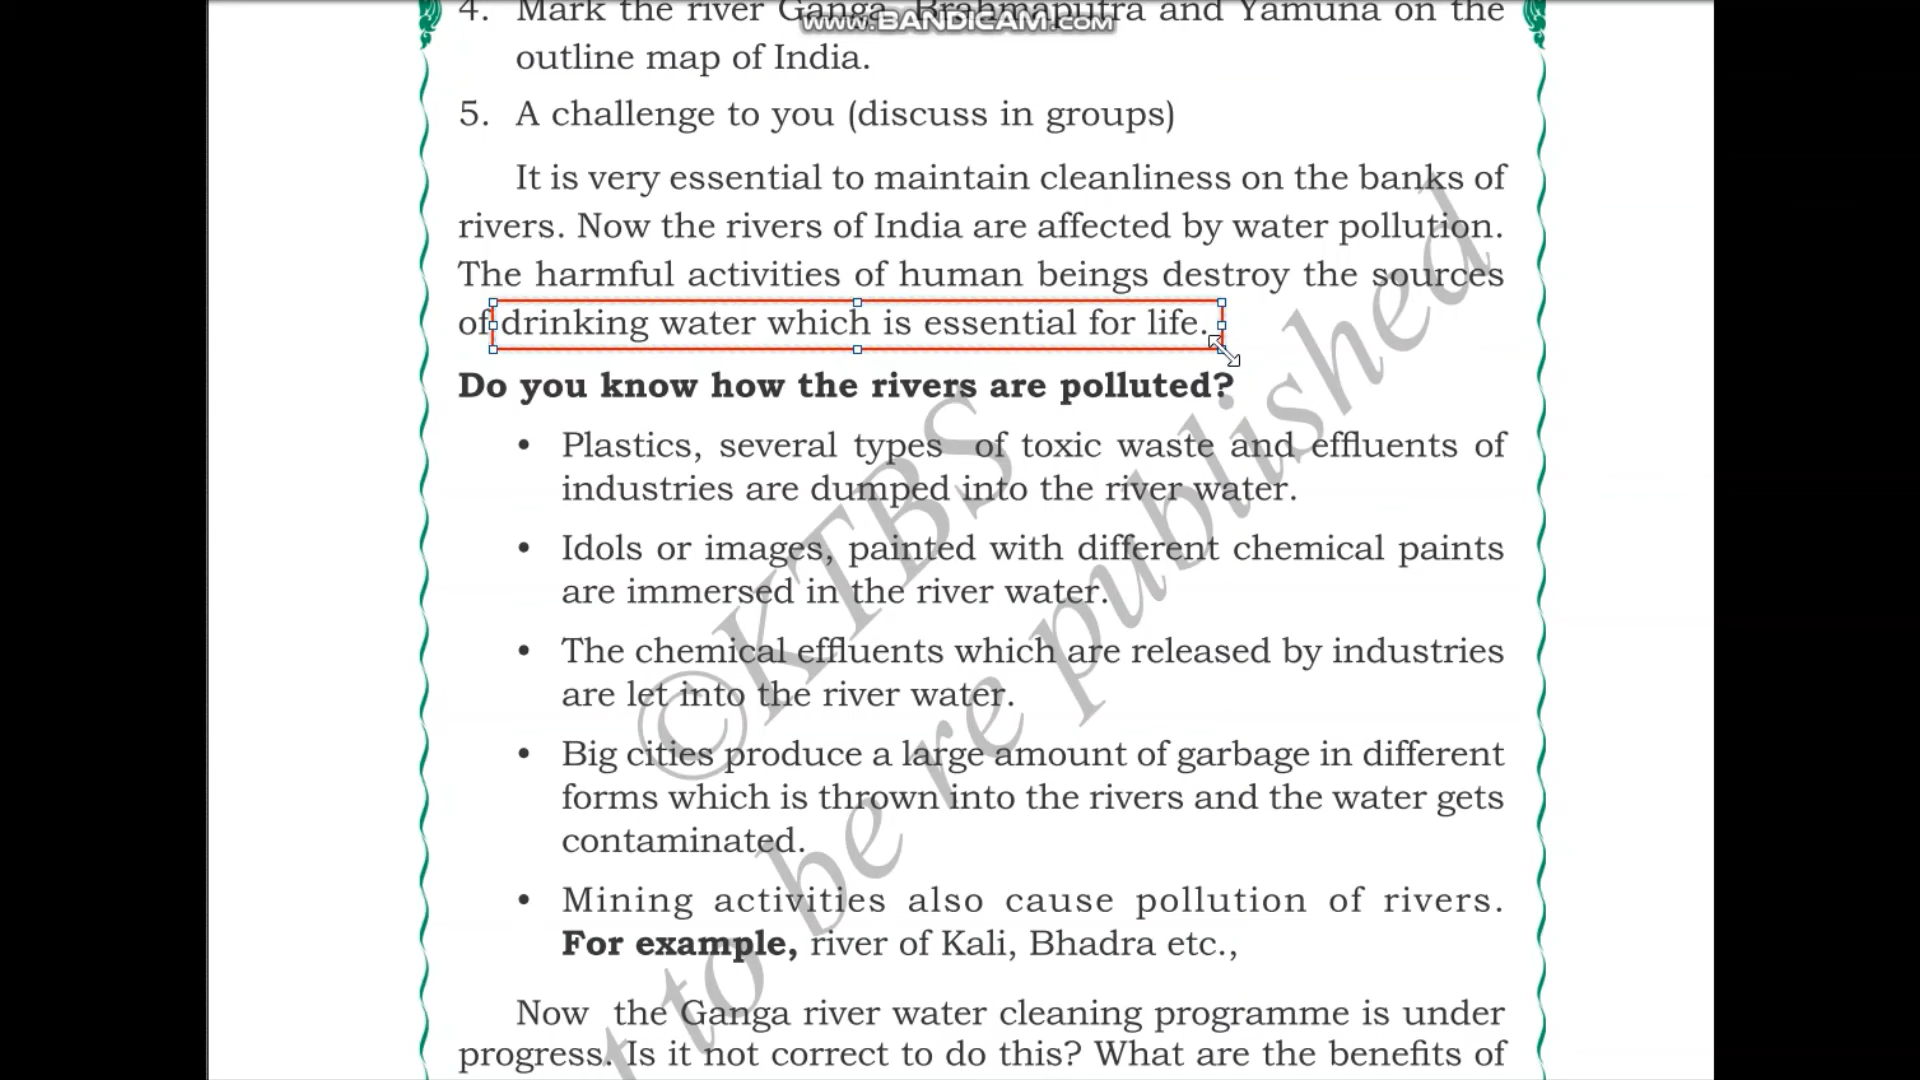 4. Mark the river Ganga, Brahmaputra and Yamuna on the
www.BANDICAM.com
outline map of India.
5. A challenge to you (discuss in groups)
It is very essential to maintain cleanliness on the banks of
rivers. Now the rivers of India are affected by water pollution.
The harmful activities of human beings destroy the sources
of drinking water which is essential for life.
Do you know how the rivers are polluted?
• Plastics, several types of toxic waste and effluents of
industries are dumped into the river water.
• Idols or images, painted with different chemical paints
are immersed in the river water.
• The chemical effluents which are released by industries
are let into the river water.
• Big cities produce a large amount of garbage in different
forms which is thrown into the rivers and the water gets
contaminated.
• Mining activities also cause pollution of rivers.
For example, river of Kali, Bhadra etc.,
Now the Ganga river water cleaning programme is under
progress. Is it not correct to do this? What are the benefits of
©KTBS
to be re published